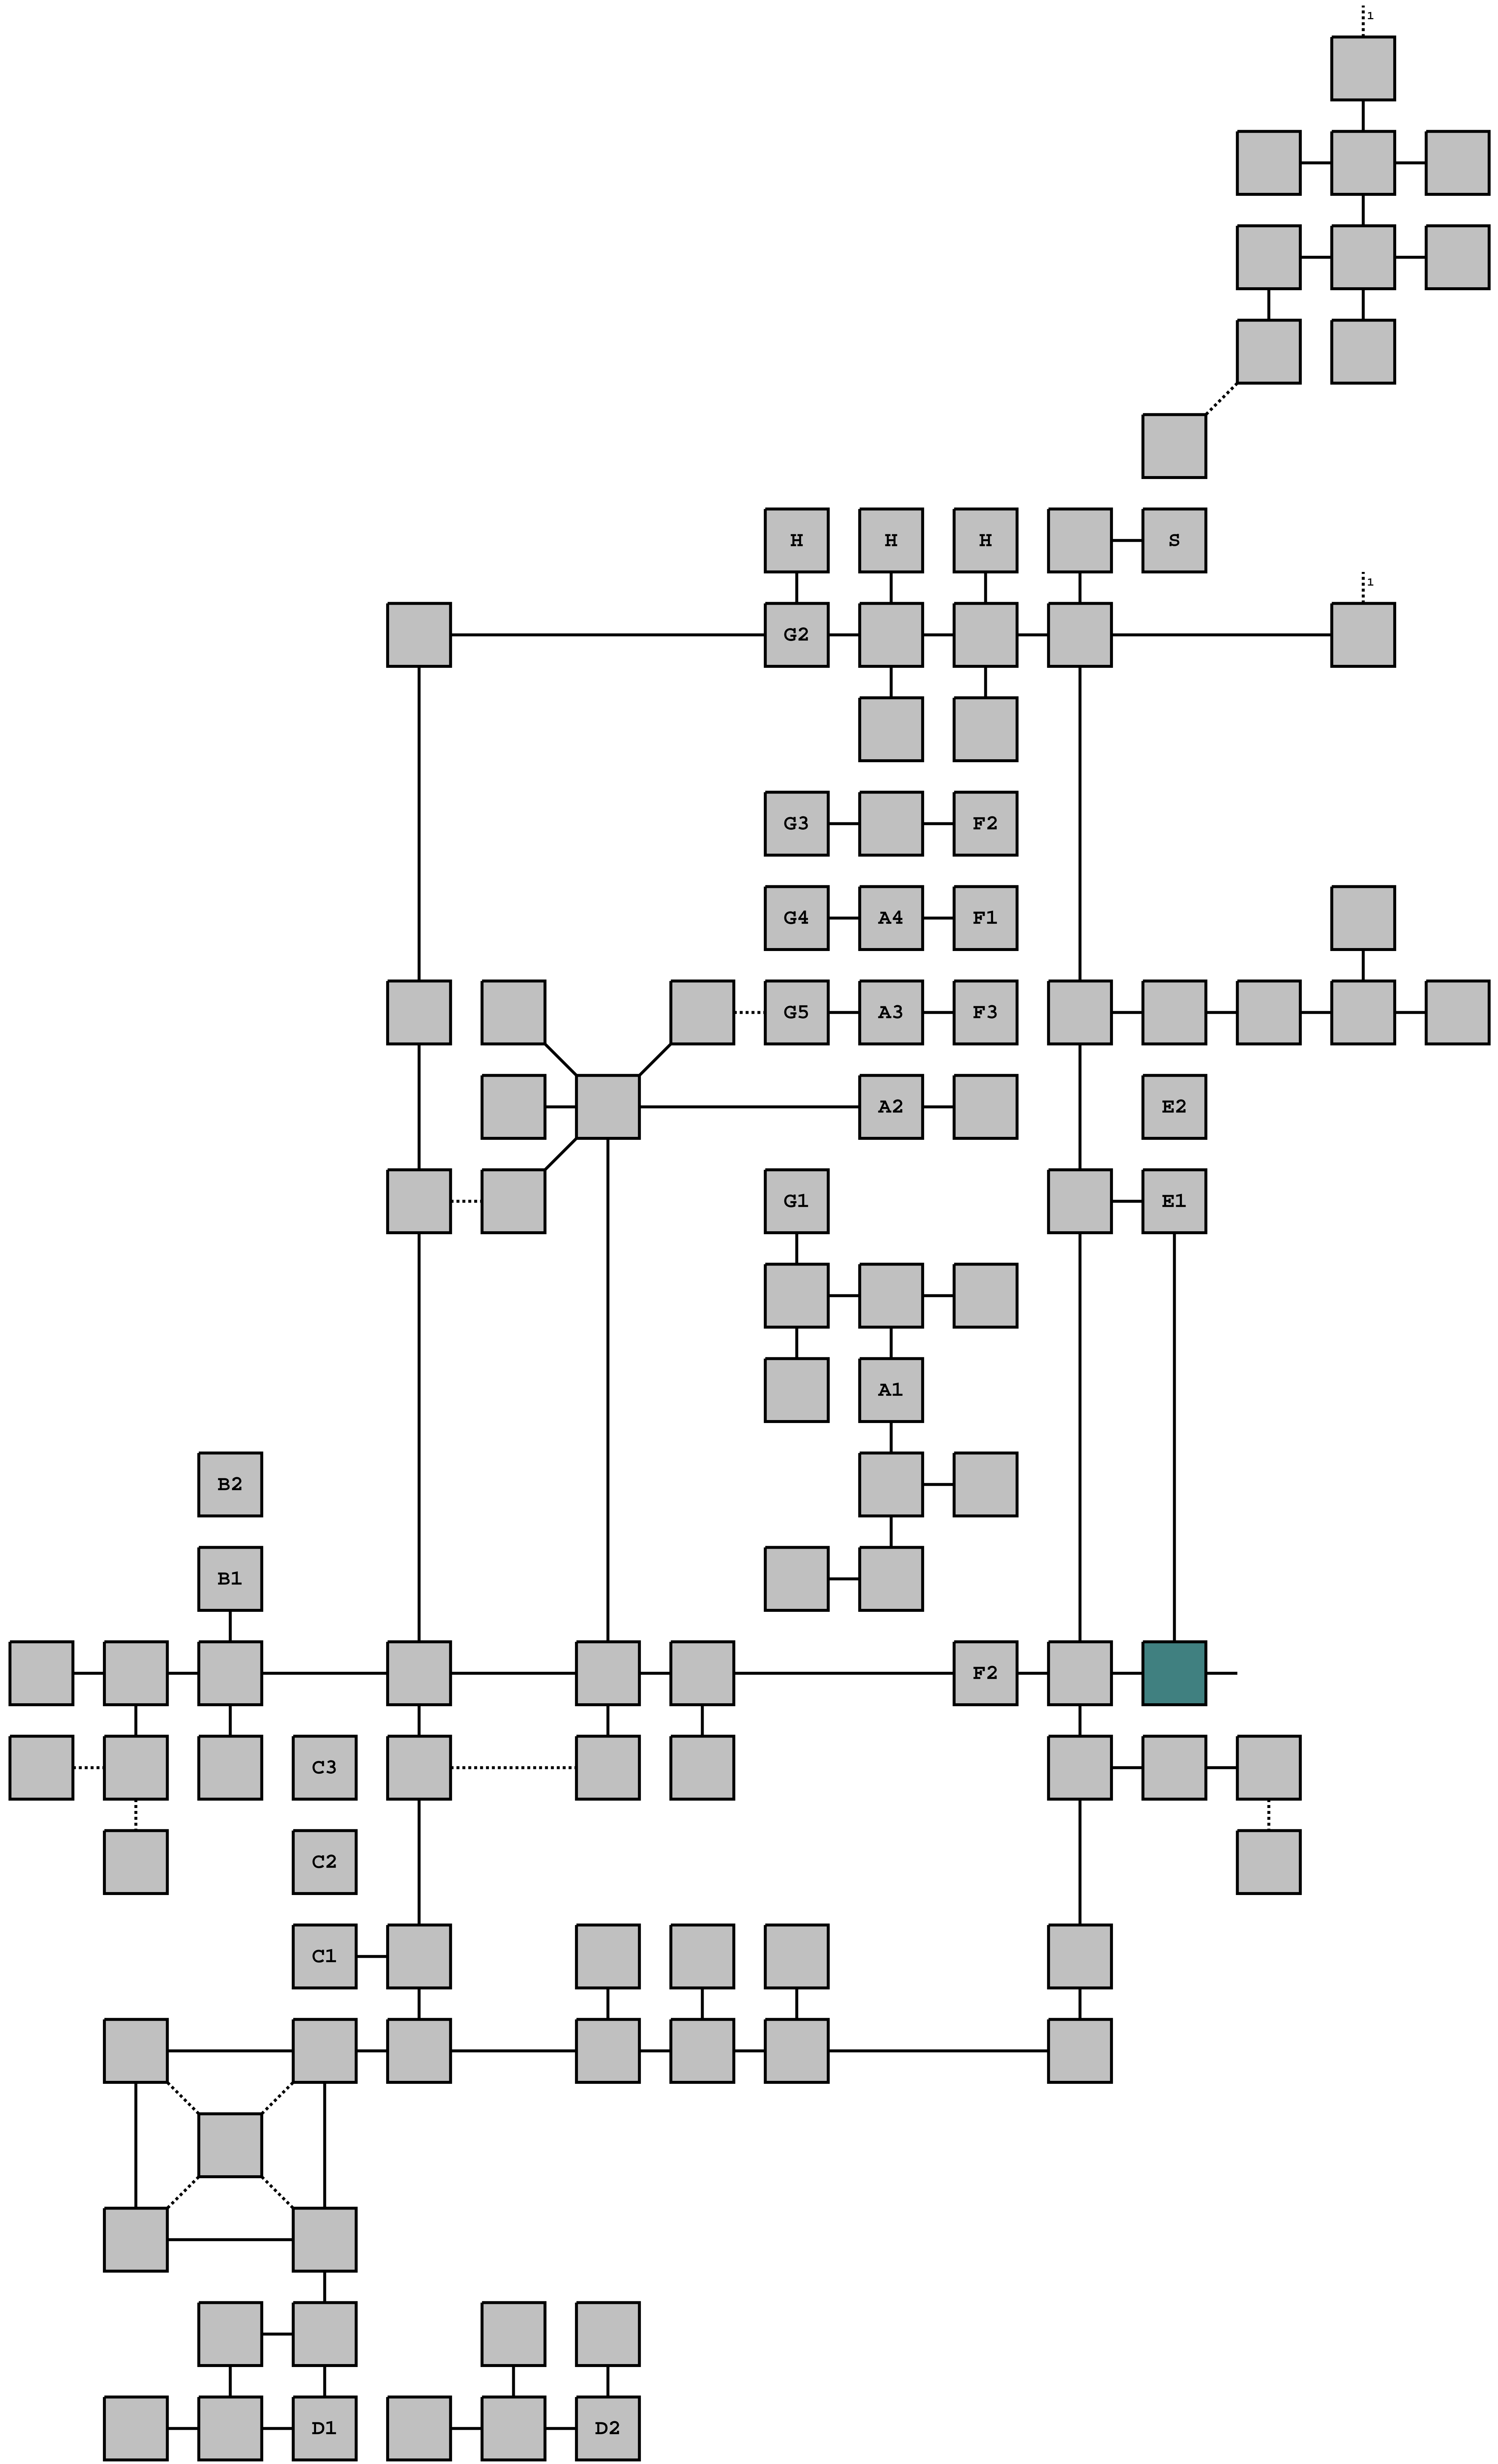 1
H H H S
1
G2
G3 F2
G4 A4 F1
G5 A3 F3
A2 E2
G1 E1
A1
B2
B1
F2
C3
C2
C1
D1 D2